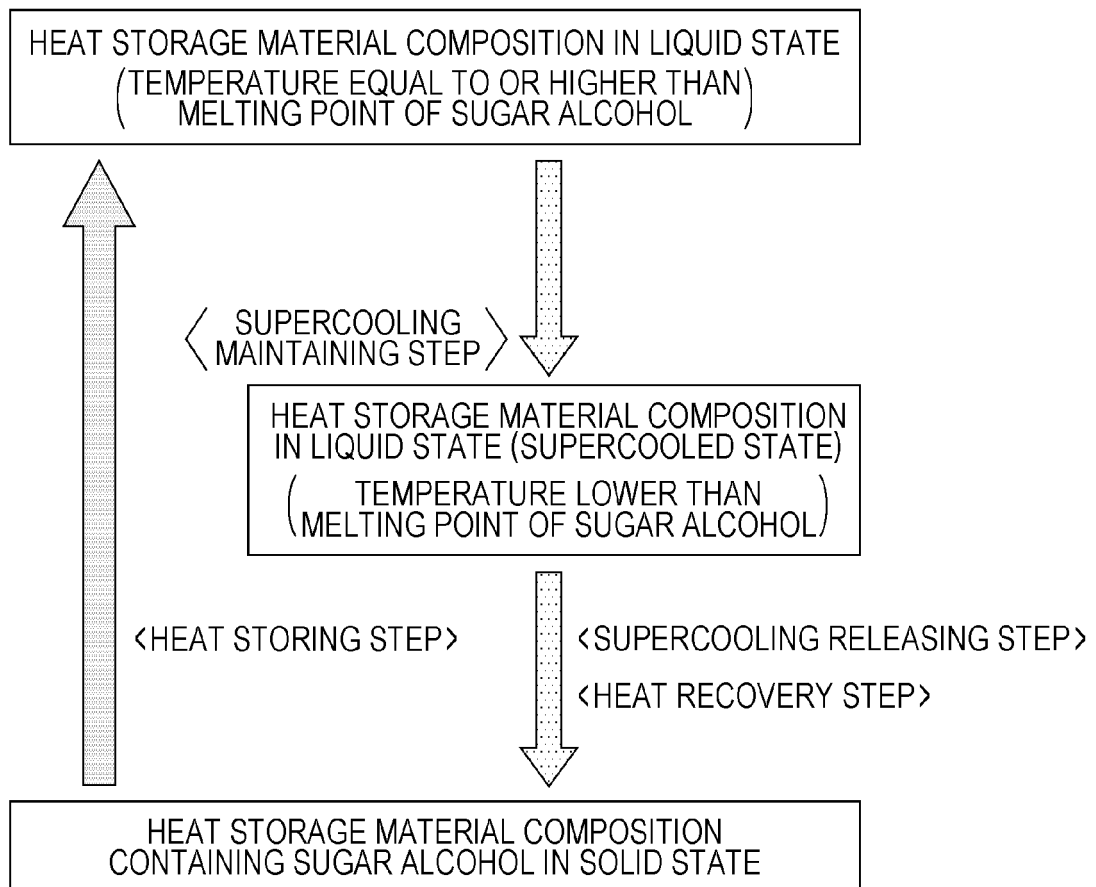 HEAT STORAGE MATERIAL COMPOSITION IN LIQUID STATE
(TEMPERATURE EQUAL TO OR HIGHER THAN
MELTING POINT OF SUGAR ALCOHOL)
<SUPERCOOLING
MAINTAINING STEP>
HEAT STORAGE MATERIAL COMPOSITION
IN LIQUID STATE (SUPERCOOLED STATE)
(TEMPERATURE LOWER THAN
MELTING POINT OF SUGAR ALCOHOL)
<HEAT STORING STEP>
<SUPERCOOLING RELEASING STEP>
<HEAT RECOVERY STEP>
HEAT STORAGE MATERIAL COMPOSITION
CONTAINING SUGAR ALCOHOL IN SOLID STATE